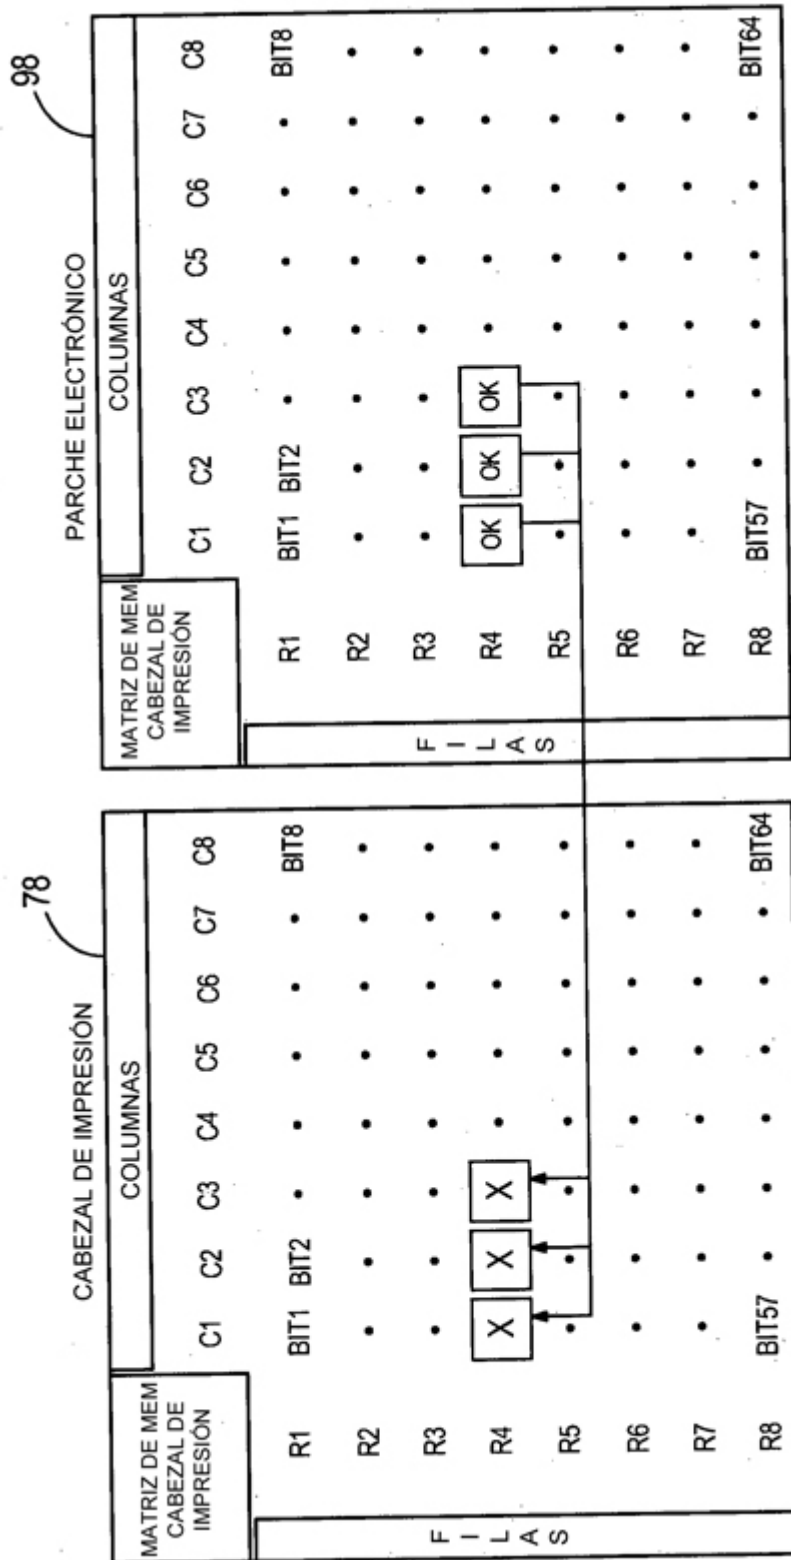 78
CABEZAL DE IMPRESIÓN
MATRIZ DE MEM
CABEZAL DE
IMPRESIÓN
COLUMNAS
C1 C2 C3 C4 C5 C6 C7 C8
FILAS
R1 BIT1 BIT2 BIT8
R2
R3
R4 X X X
R5
R6
R7
R8 BIT57 BIT64
98
PARCHE ELECTRÓNICO
MATRIZ DE MEM
CABEZAL DE
IMPRESIÓN
COLUMNAS
C1 C2 C3 C4 C5 C6 C7 C8
FILAS
R1 BIT1 BIT2 BIT8
R2
R3
R4 OK OK OK
R5
R6
R7
R8 BIT57 BIT64